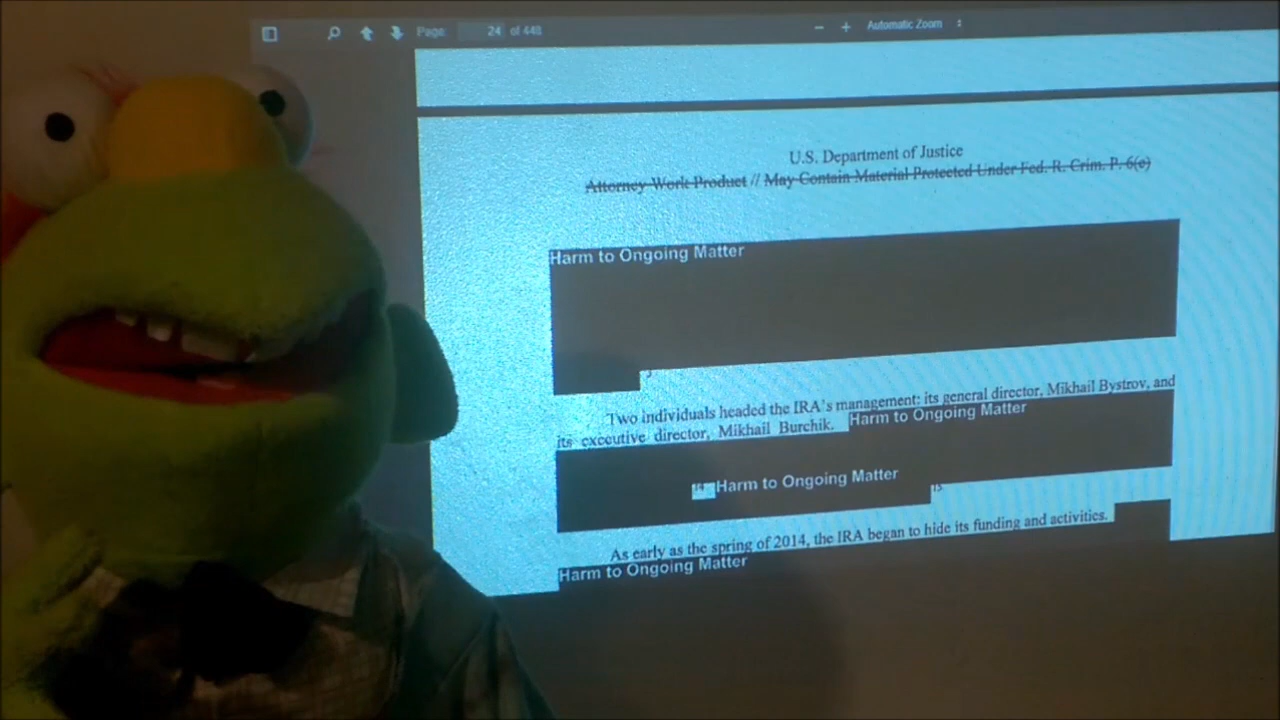 Page: 24 of 448 − + Automatic Zoom
U.S. Department of Justice
Attorney Work Product // May Contain Material Protected Under Fed. R. Crim. P. 6(e)
Harm to Ongoing Matter
Two individuals headed the IRA's management: its general director, Mikhail Bystrov, and
its executive director, Mikhail Burchik. Harm to Ongoing Matter
14 Harm to Ongoing Matter 15
As early as the spring of 2014, the IRA began to hide its funding and activities.
Harm to Ongoing Matter